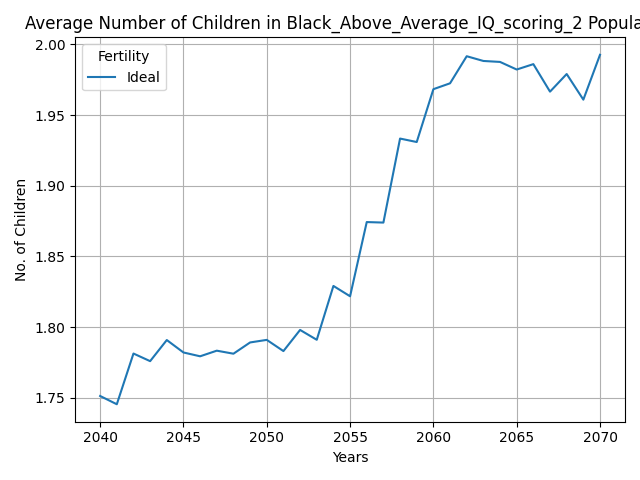 Average Number of Children in Black_Above_Average_IQ_scoring_2 Popula
Fertility
Ideal
2.00
1.95
1.90
1.85
1.80
1.75
No. of Children
2040 2045 2050 2055 2060 2065 2070
Years